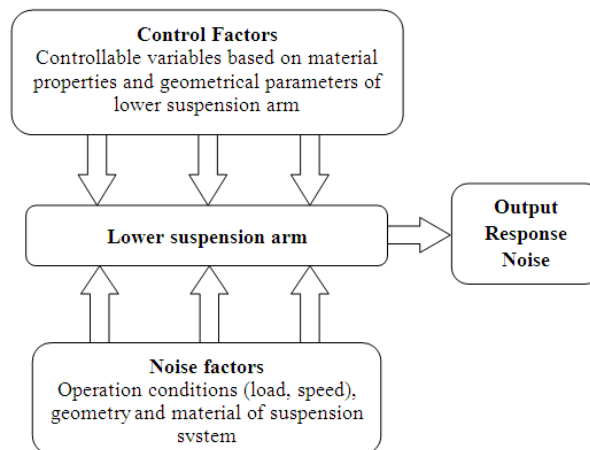 Control Factors
Controllable variables based on material
properties and geometrical parameters of
lower suspension arm
Lower suspension arm
Output
Response
Noise
Noise factors
Operation conditions (load, speed),
geometry and material of suspension
system